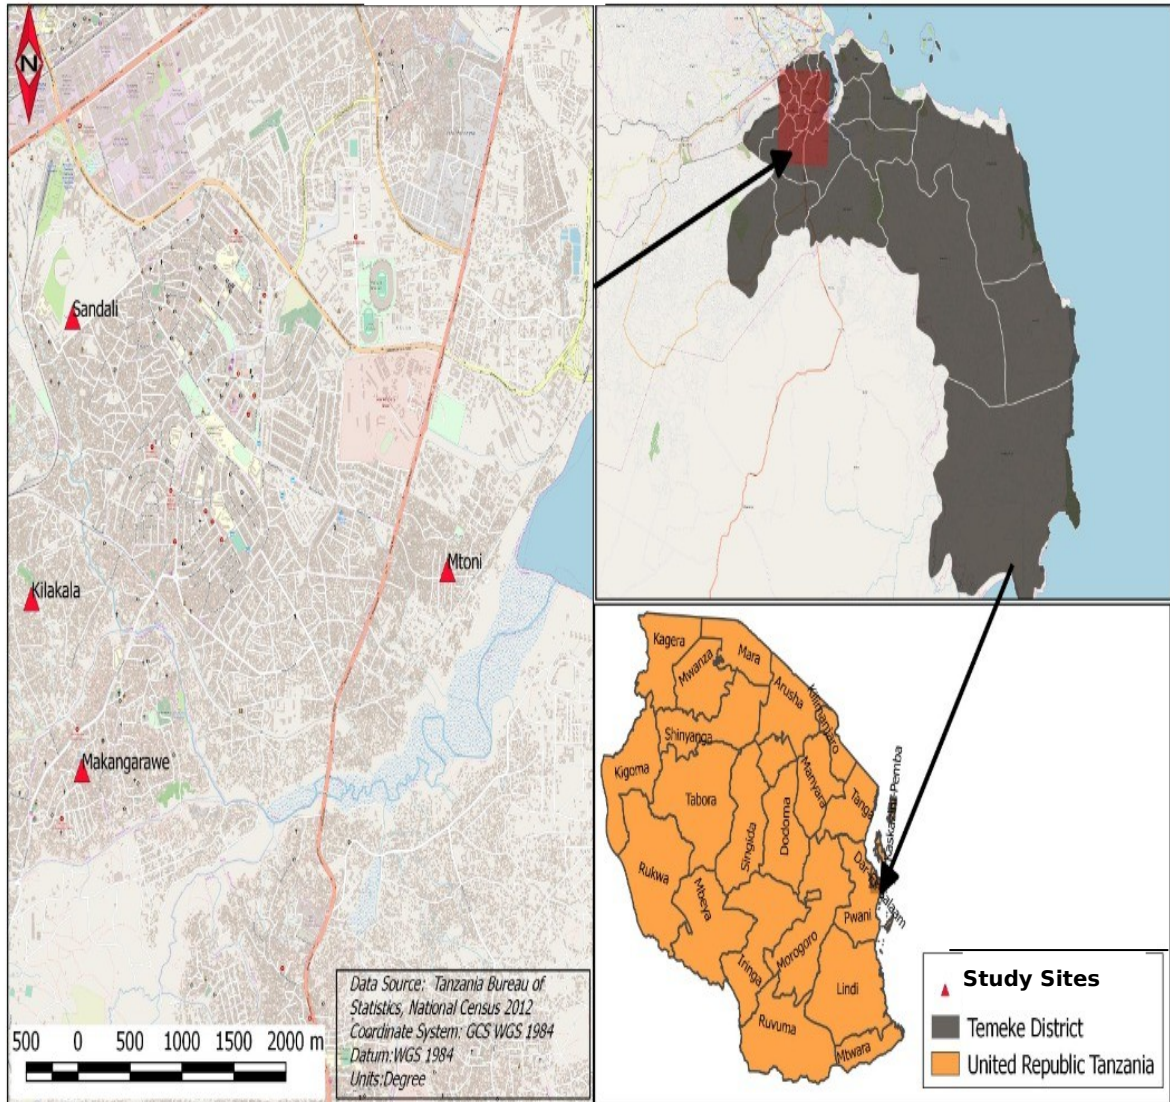 N
Sandali
Kilakala
Mtoni
Makangarawe
Data Source: Tanzania Bureau of
Statistics, National Census 2012
Coordinate System: GCS WGS 1984
Datum:WGS 1984
Units:Degree
500 0 500 1000 1500 2000 m
Kagera
Mwanza
Mara
Arusha
Kilimanjaro
Shinyanga
Kigoma
Tabora
Singida
Dodoma
Manyara
Tanga
Pemba
Rukwa
Mbeya
Iringa
Morogoro
Pwani
Lindi
Ruvuma
Mtwara
Study Sites
Temeke District
United Republic Tanzania